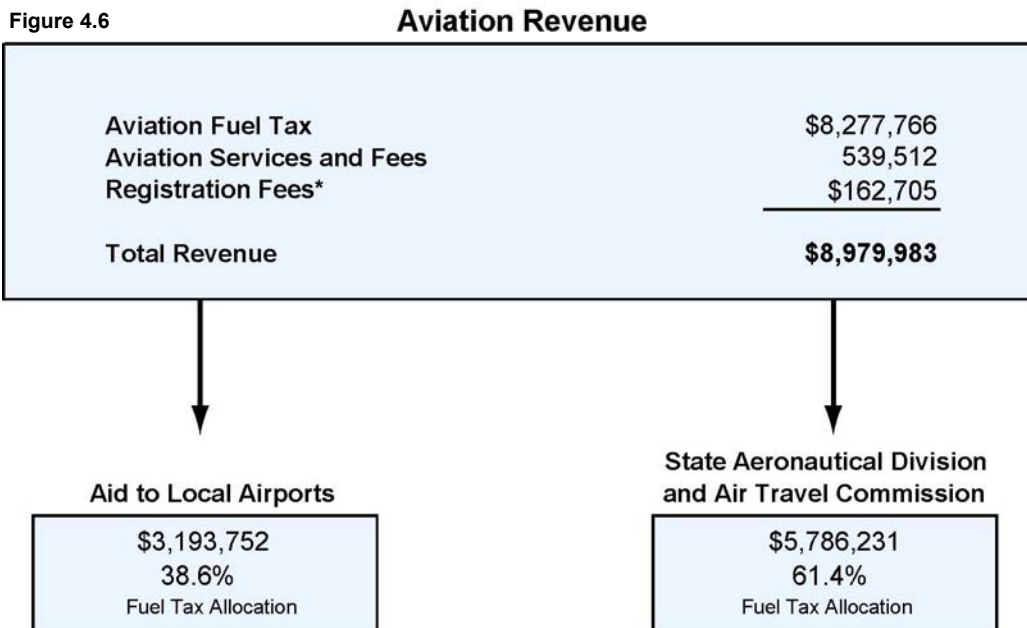 Figure 4.6
Aviation Revenue
Aviation Fuel Tax $8,277,766
Aviation Services and Fees 539,512
Registration Fees* $162,705
Total Revenue $8,979,983
Aid to Local Airports
$3,193,752
38.6%
Fuel Tax Allocation
State Aeronautical Division
and Air Travel Commission
$5,786,231
61.4%
Fuel Tax Allocation